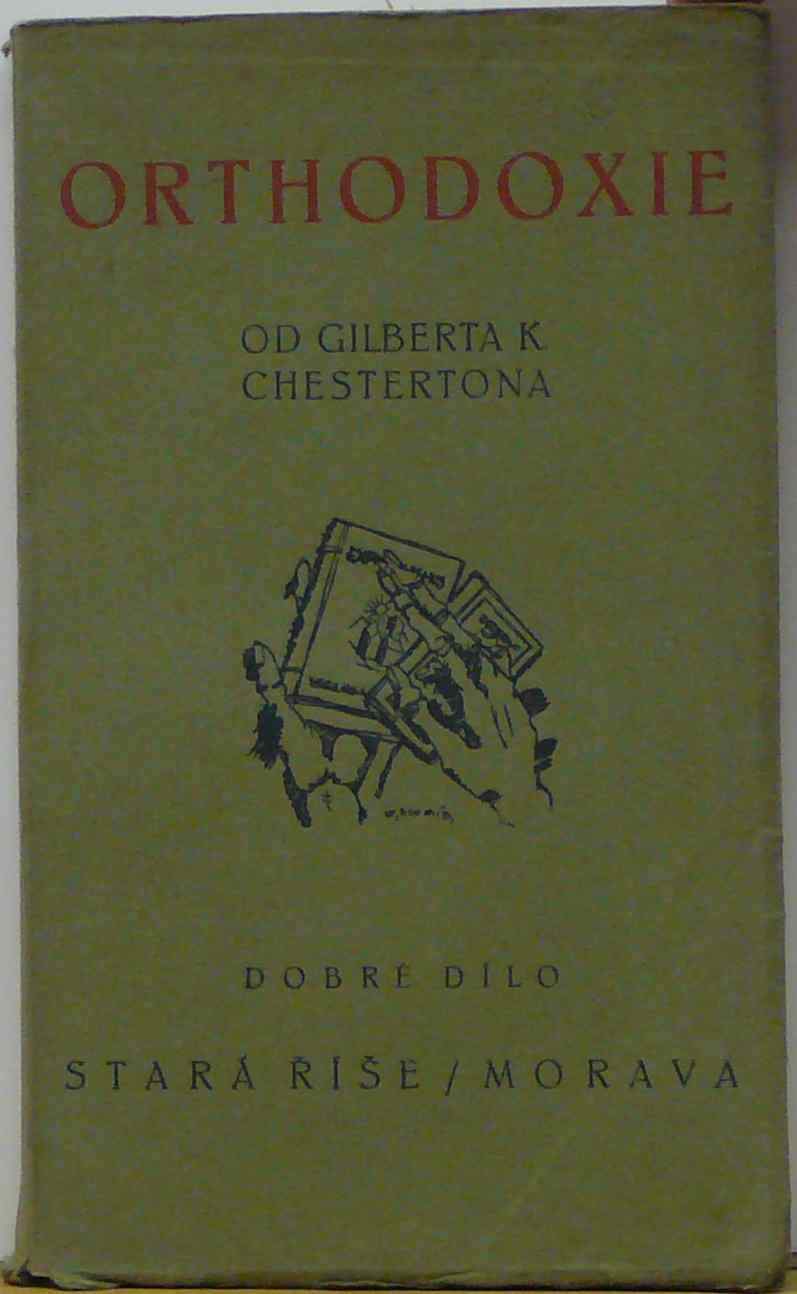 ORTHODOXIE
OD GILBERTA K
CHESTERTONA
DOBRÉ DÍLO
STARÁ ŘÍŠE / MORAVA